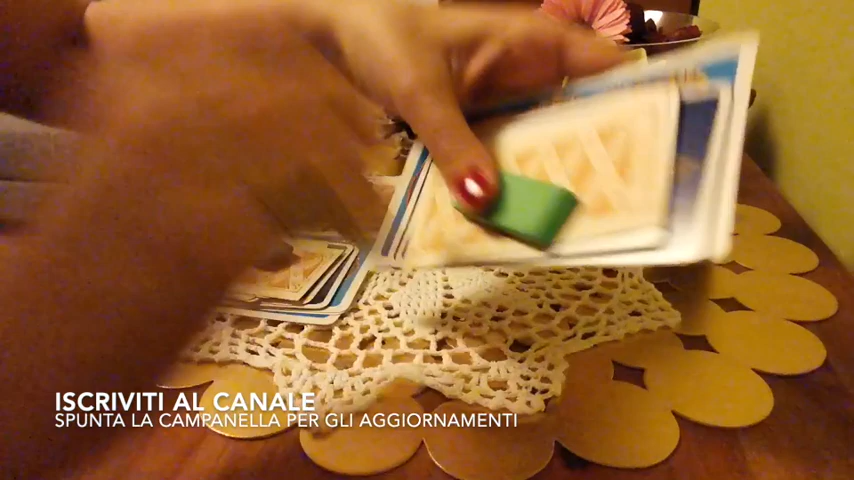 ISCRIVITI AL CANALE
SPUNTA LA CAMPANELLA PER GLI AGGIORNAMENTI